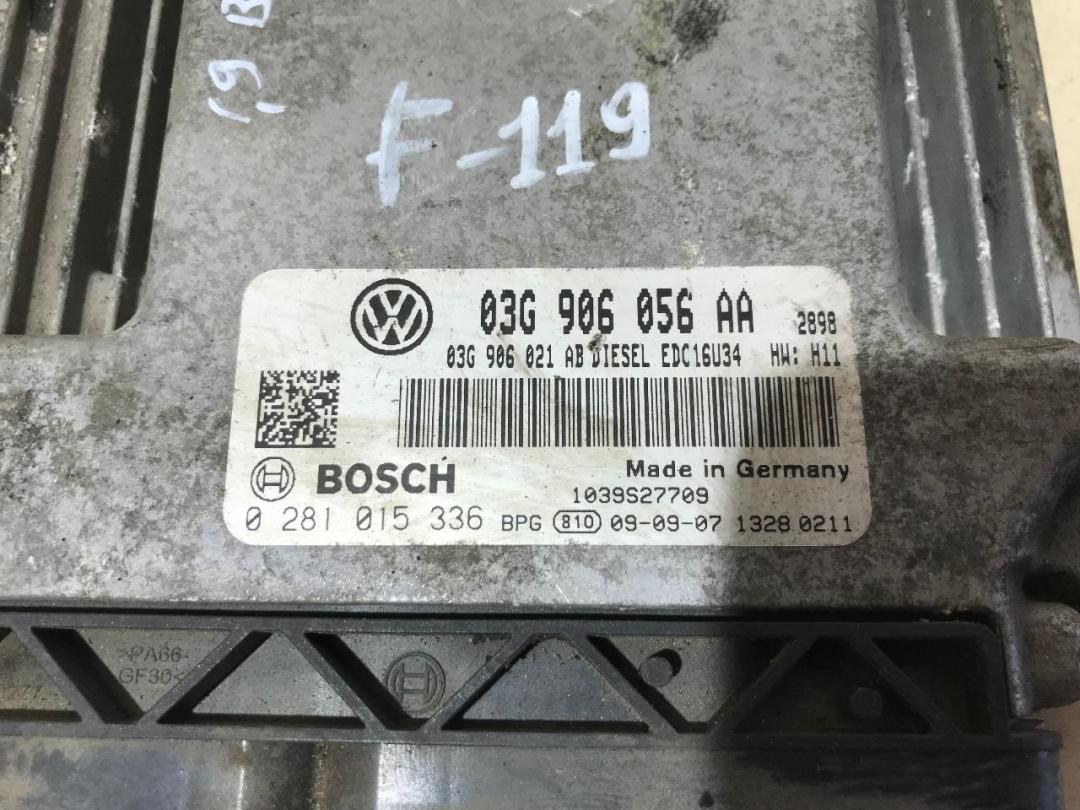 19 B
F-119
03G 906 056 AA 2898
03G 906 021 AB DIESEL EDC16U34 HW: H11
BOSCH Made in Germany
1039S27709
0 281 015 336 BPG 810 09-09-07 1328 0211
>PA66-
GF30<